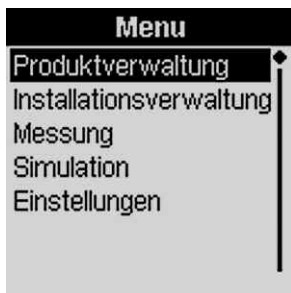 Menu
Produktverwaltung
Installationsverwaltung
Messung
Simulation
Einstellungen